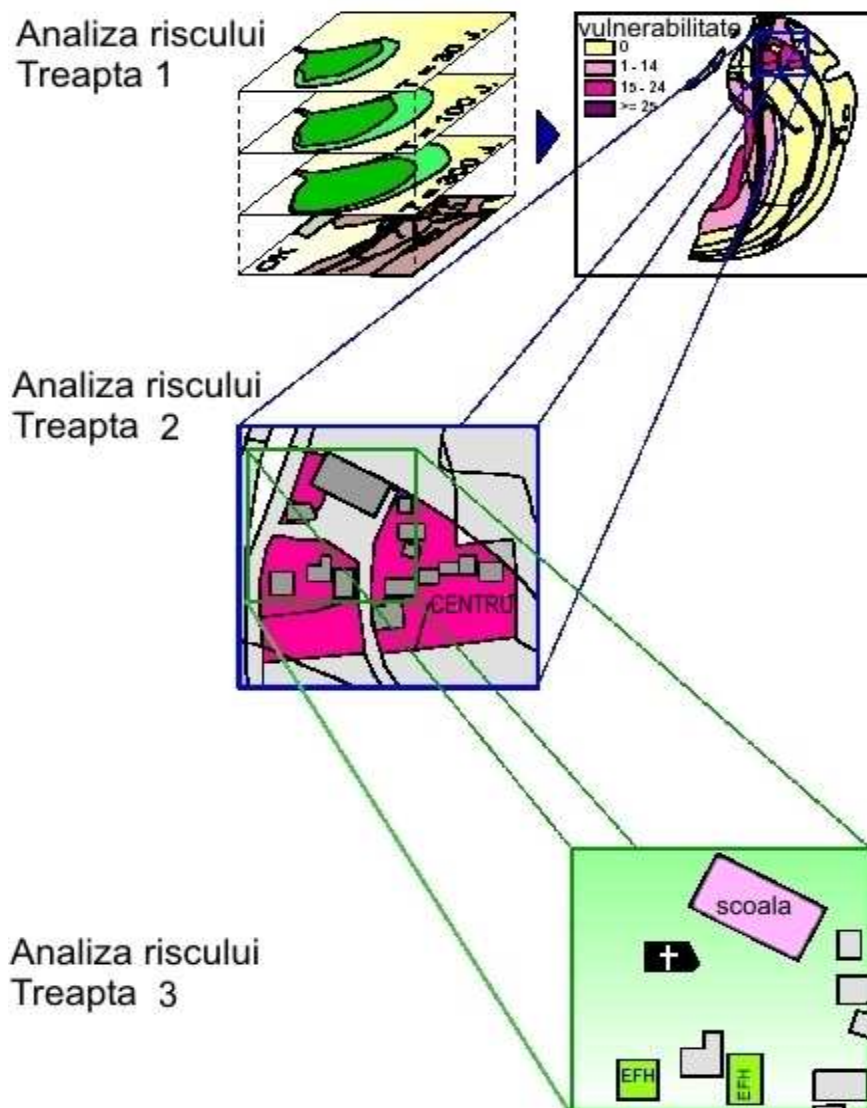 Analiza riscului
Treapta 1
T = 30 J.
T = 100 J.
T = 300 J.
OK
vulnerabilitate
0
1 - 14
15 - 24
>= 25
Analiza riscului
Treapta 2
CENTRU
scoala
Analiza riscului
Treapta 3
EFH
EFH